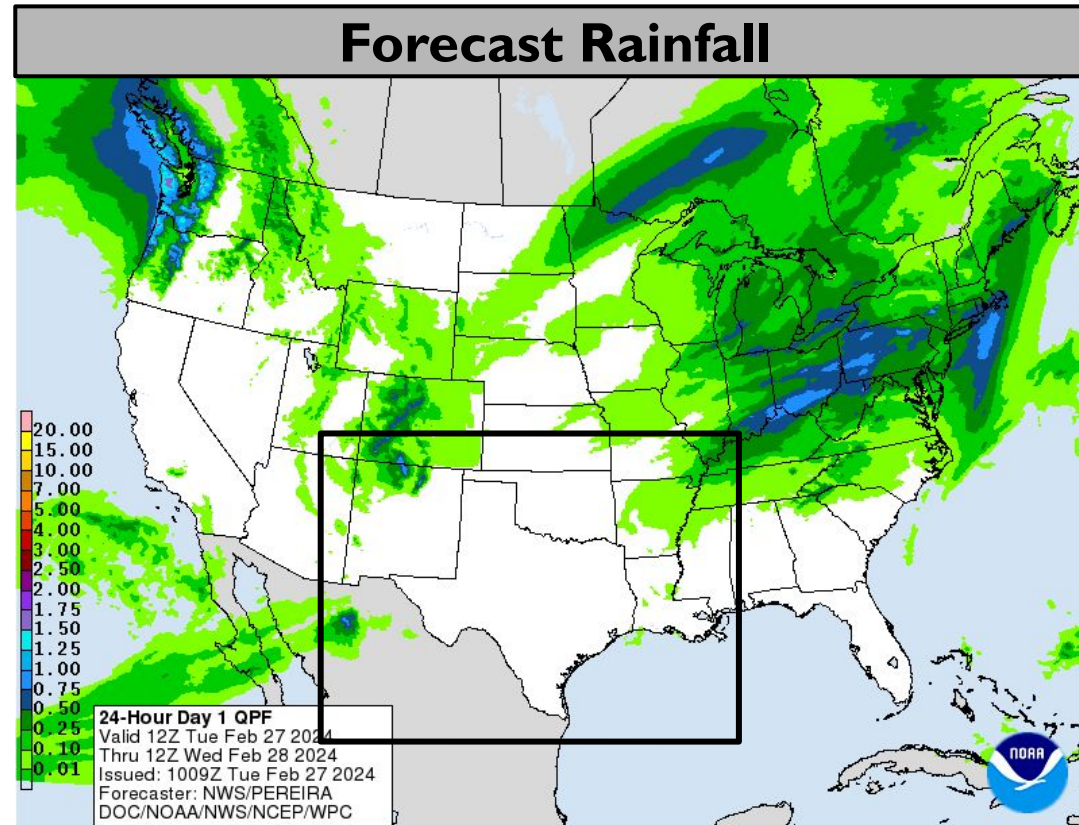 Forecast Rainfall
20.00
15.00
10.00
7.00
5.00
4.00
3.00
2.50
2.00
1.75
1.50
1.25
1.00
0.75
0.50
0.25
0.10
0.01
24-Hour Day 1 QPF
Valid 12Z Tue Feb 27 2024
Thru 12Z Wed Feb 28 2024
Issued: 1009Z Tue Feb 27 2024
Forecaster: NWS/PEREIRA
DOC/NOAA/NWS/NCEP/WPC
NOAA